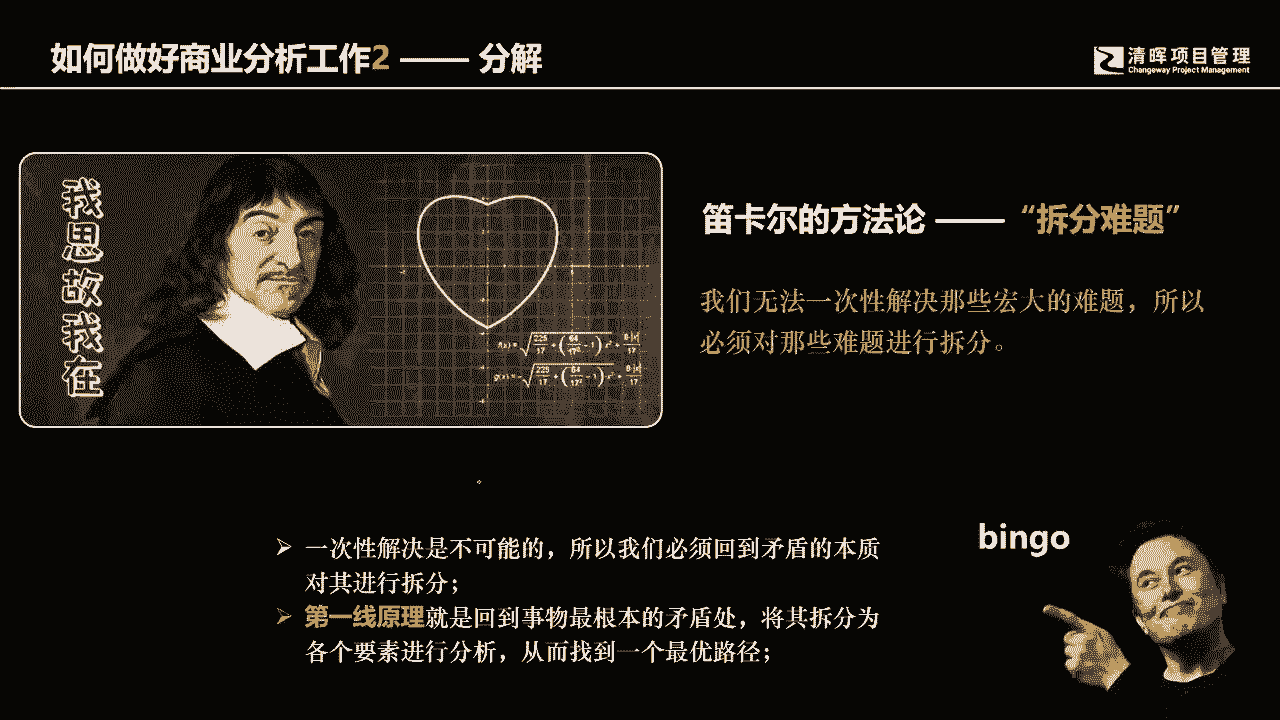 如何做好商业分析工作2 —— 分解
清晖项目管理
Changeway Project Management
我思故我在
笛卡尔的方法论 —— “拆分难题”
我们无法一次性解决那些宏大的难题，所以
必须对那些难题进行拆分。
bingo
➢ 一次性解决是不可能的，所以我们必须回到矛盾的本质
对其进行拆分；
➢ 第一线原理就是回到事物最根本的矛盾处，将其拆分为
各个要素进行分析，从而找到一个最优路径；